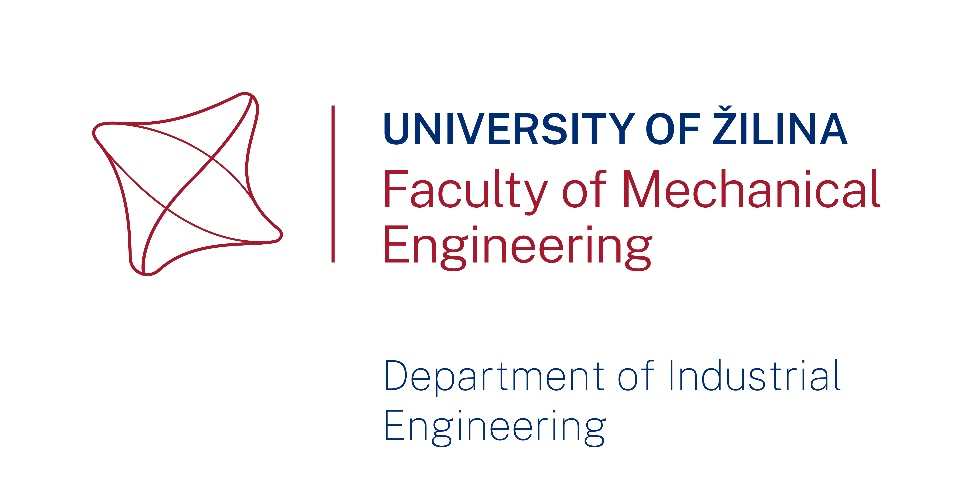 UNIVERSITY OF ŽILINA
Faculty of Mechanical
Engineering
Department of Industrial
Engineering